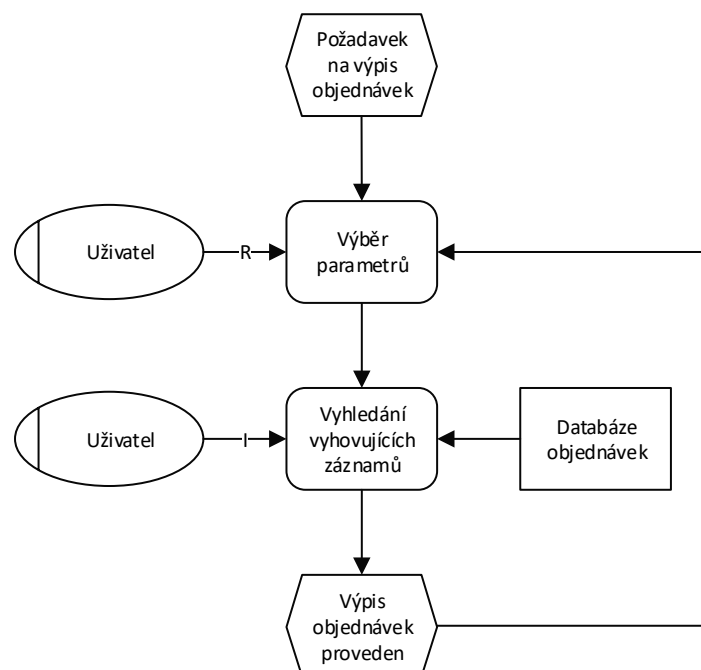 Požadavek
na výpis
objednávek
Uživatel
R
Výběr
parametrů
Uživatel
I
Vyhledání
vyhovujících
záznamů
Databáze
objednávek
Výpis
objednávek
proveden